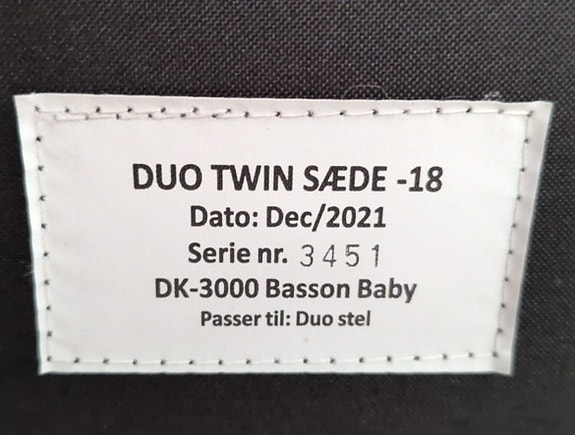 DUO TWIN SÆDE -18
Dato: Dec/2021
Serie nr. 3451
DK-3000 Basson Baby
Passer til: Duo stel